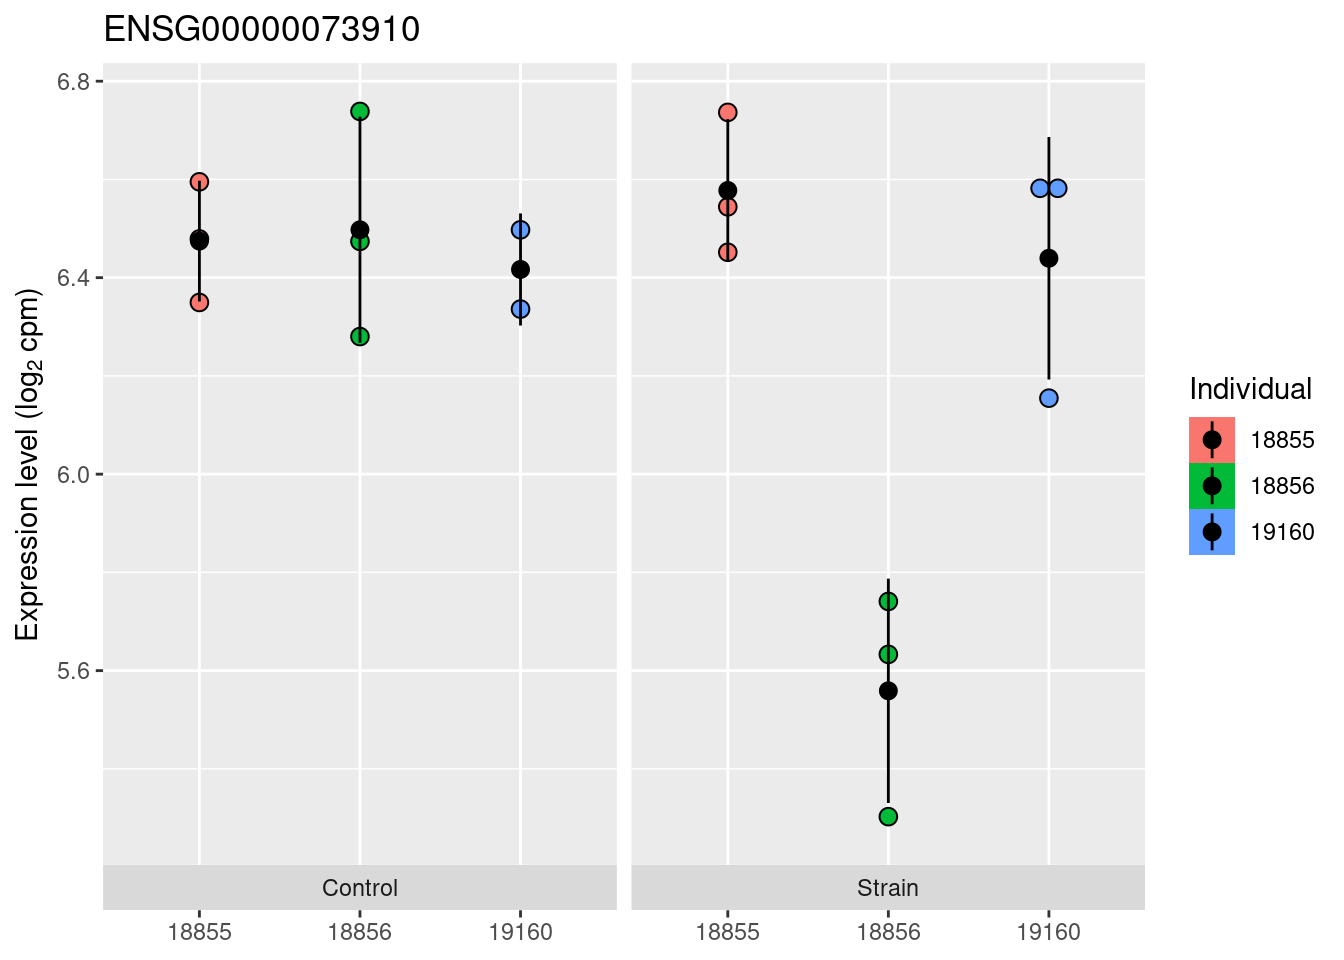 ENSG00000073910
Expression level (log₂ cpm)
6.8
6.4
6.0
5.6
Control
Strain
18855
18856
19160
18855
18856
19160
Individual
18855
18856
19160